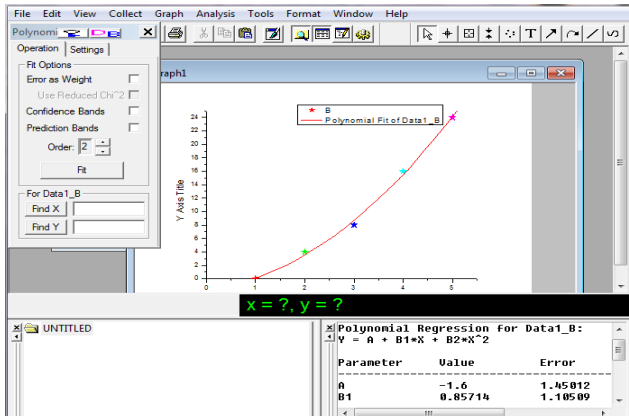 File Edit View Collect Graph Analysis Tools Format Window Help
Polynomi
Operation Settings
Fit Options
Error as Weight
Use Reduced Chi^2
Confidence Bands
Prediction Bands
Order: 2
Fit
For Data1_B
Find X
Find Y
raph1
B
Polynomial Fit of Data1_B
24
22
20
18
16
14
12
10
8
6
4
2
0
Y Axis Title
0 1 2 3 4 5
x = ?, y = ?
UNTITLED
Polynomial Regression for Data1_B:
Y = A + B1*X + B2*X^2
Parameter Value Error
A -1.6 1.45012
B1 0.85714 1.10509